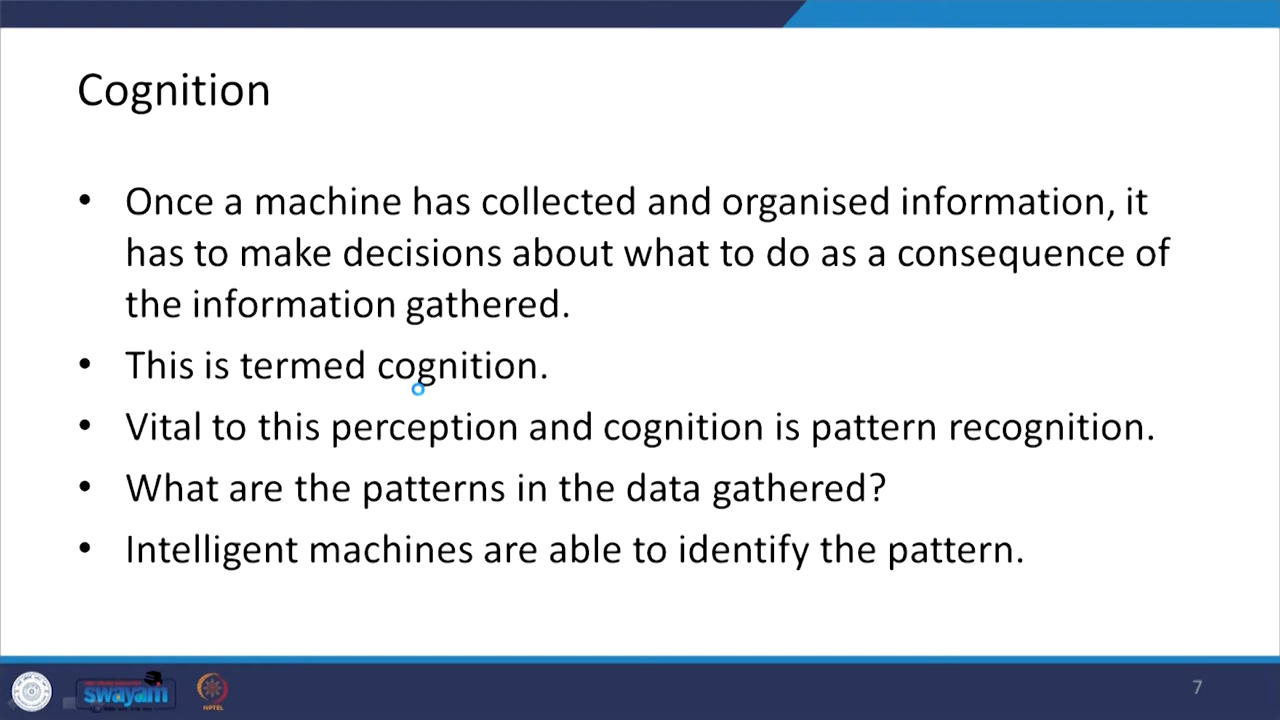 Cognition
• Once a machine has collected and organised information, it
has to make decisions about what to do as a consequence of
the information gathered.
• This is termed cognition.
• Vital to this perception and cognition is pattern recognition.
• What are the patterns in the data gathered?
• Intelligent machines are able to identify the pattern.
swayam
NPTEL
7